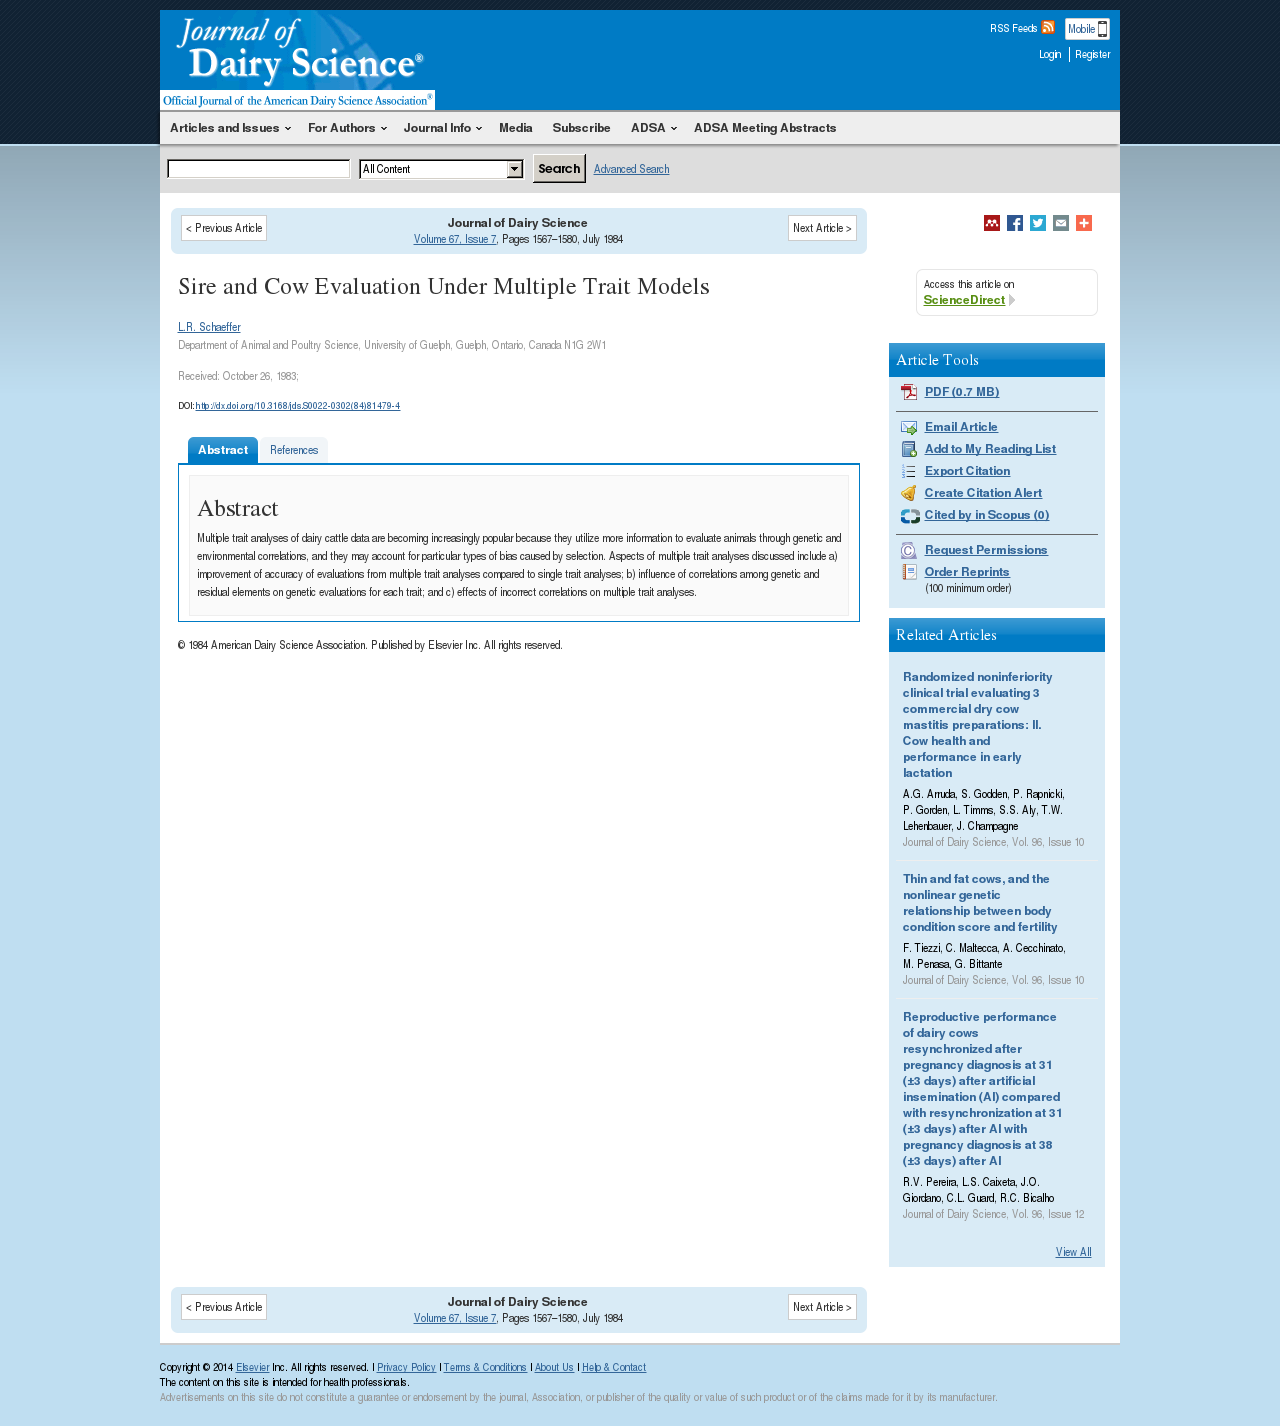 Journal of
Dairy Science®
Official Journal of the American Dairy Science Association®
RSS Feeds
Mobile
Login
Register
Articles and Issues
For Authors
Journal Info
Media
Subscribe
ADSA
ADSA Meeting Abstracts
All Content
Search
Advanced Search
< Previous Article
Journal of Dairy Science
Volume 67, Issue 7, Pages 1567–1580, July 1984
Next Article >
Sire and Cow Evaluation Under Multiple Trait Models
L.R. Schaeffer
Department of Animal and Poultry Science, University of Guelph, Guelph, Ontario, Canada N1G 2W1
Received: October 26, 1983;
DOI: http://dx.doi.org/10.3168/jds.S0022-0302(84)81479-4
Abstract
References
Abstract
Multiple trait analyses of dairy cattle data are becoming increasingly popular because they utilize more information to evaluate animals through genetic and
environmental correlations, and they may account for particular types of bias caused by selection. Aspects of multiple trait analyses discussed include a)
improvement of accuracy of evaluations from multiple trait analyses compared to single trait analyses; b) influence of correlations among genetic and
residual elements on genetic evaluations for each trait; and c) effects of incorrect correlations on multiple trait analyses.
© 1984 American Dairy Science Association. Published by Elsevier Inc. All rights reserved.
Access this article on
ScienceDirect
Article Tools
PDF (0.7 MB)
Email Article
Add to My Reading List
Export Citation
Create Citation Alert
Cited by in Scopus (0)
Request Permissions
Order Reprints
(100 minimum order)
Related Articles
Randomized noninferiority
clinical trial evaluating 3
commercial dry cow
mastitis preparations: II.
Cow health and
performance in early
lactation
A.G. Arruda, S. Godden, P. Rapnicki,
P. Gorden, L. Timms, S.S. Aly, T.W.
Lehenbauer, J. Champagne
Journal of Dairy Science, Vol. 96, Issue 10
Thin and fat cows, and the
nonlinear genetic
relationship between body
condition score and fertility
F. Tiezzi, C. Maltecca, A. Cecchinato,
M. Penasa, G. Bittante
Journal of Dairy Science, Vol. 96, Issue 10
Reproductive performance
of dairy cows
resynchronized after
pregnancy diagnosis at 31
(±3 days) after artificial
insemination (AI) compared
with resynchronization at 31
(±3 days) after AI with
pregnancy diagnosis at 38
(±3 days) after AI
R.V. Pereira, L.S. Caixeta, J.O.
Giordano, C.L. Guard, R.C. Bicalho
Journal of Dairy Science, Vol. 96, Issue 12
View All
< Previous Article
Journal of Dairy Science
Volume 67, Issue 7, Pages 1567–1580, July 1984
Next Article >
Copyright © 2014 Elsevier Inc. All rights reserved. | Privacy Policy | Terms & Conditions | About Us | Help & Contact
The content on this site is intended for health professionals.
Advertisements on this site do not constitute a guarantee or endorsement by the journal, Association, or publisher of the quality or value of such product or of the claims made for it by its manufacturer.